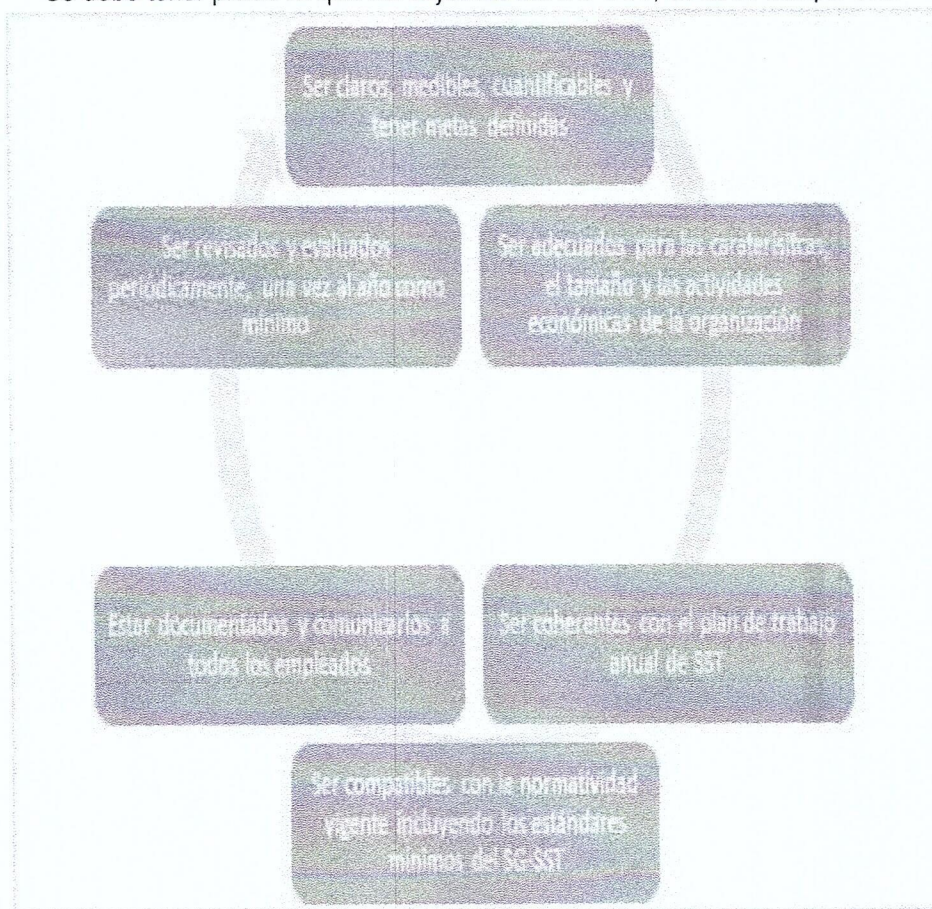 Ser claros, medibles, cuantificables y
tener metas definidas
Ser adecuados para las caraterísticas,
el tamaño y las actividades
económicas de la organización
Ser coherentes con el plan de trabajo
anual de SST
Ser compatibles con la normatividad
vigente incluyendo los estándares
mínimos del SG-SST
Estar documentados y comunicarlos a
todos los empleados
Ser revisados y evaluados
periódicamente, una vez al año como
mínimo